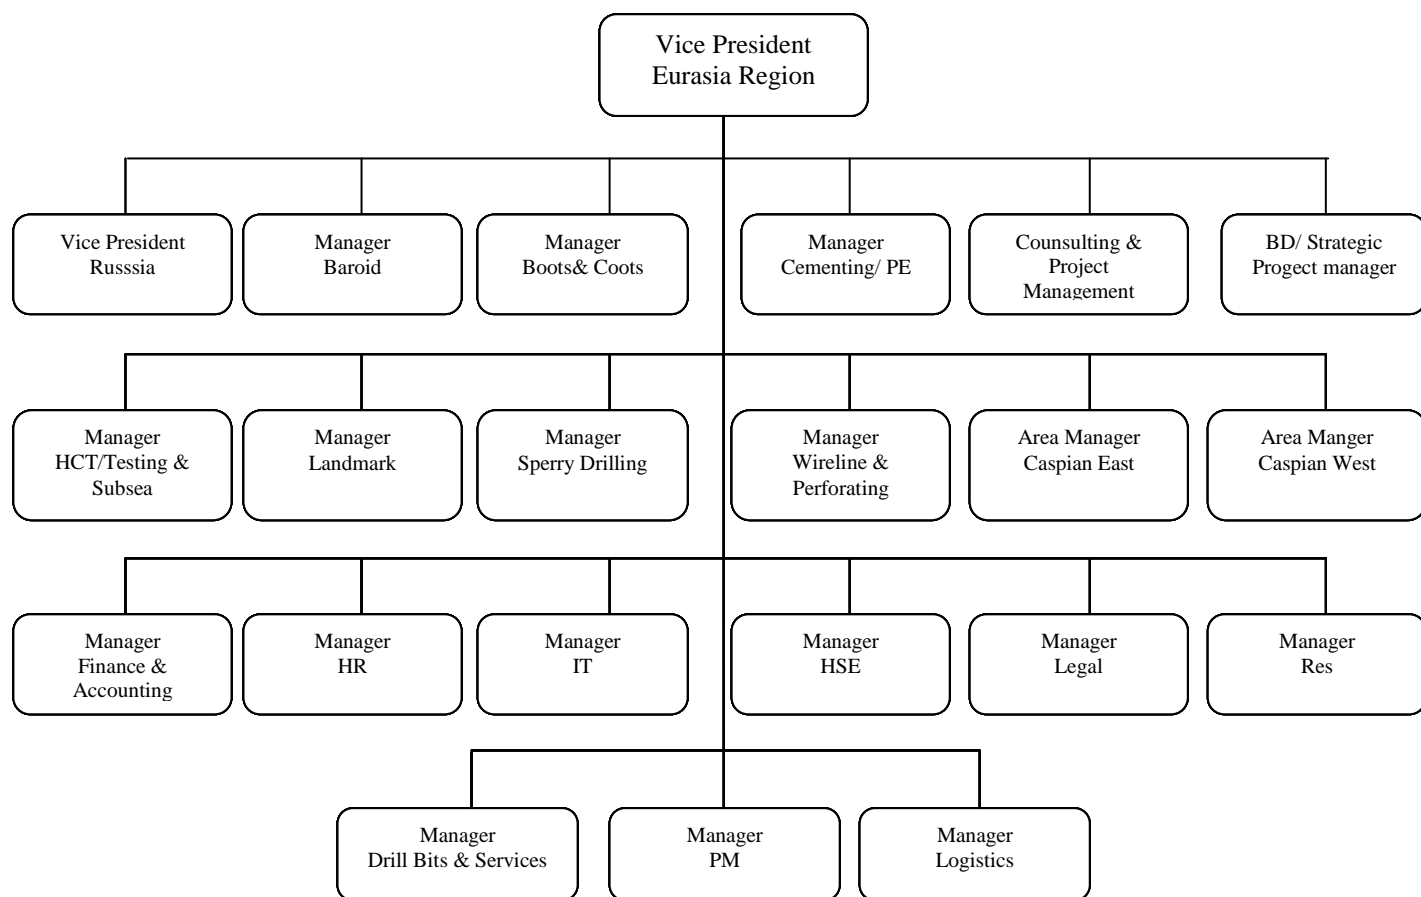 Vice President
Eurasia Region
Vice President
Russsia
Manager
Baroid
Manager
Boots& Coots
Manager
Cementing/ PE
Counsulting &
Project
Management
BD/ Strategic
Progect manager
Manager
HCT/Testing &
Subsea
Manager
Landmark
Manager
Sperry Drilling
Manager
Wireline &
Perforating
Area Manager
Caspian East
Area Manger
Caspian West
Manager
Finance &
Accounting
Manager
HR
Manager
IT
Manager
HSE
Manager
Legal
Manager
Res
Manager
Drill Bits & Services
Manager
PM
Manager
Logistics